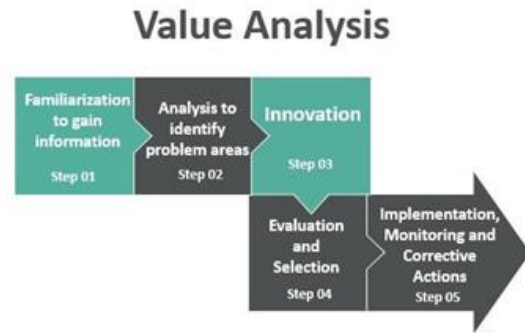 Value Analysis
Familiarization
to gain
information
Step 01
Analysis to
identify
problem areas
Step 02
Innovation
Step 03
Evaluation
and
Selection
Step 04
Implementation,
Monitoring and
Corrective
Actions
Step 05